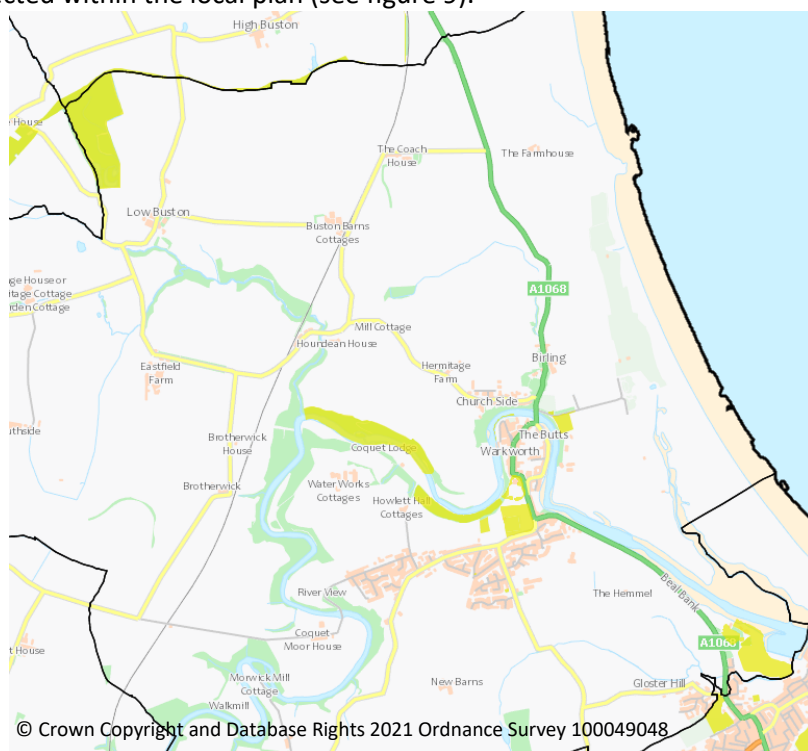 ected within the local plan (see figure 5).
High Buston
House
The Coach
House
The Farmhouse
Low Buston
Buston Barns
Cottages
ge House or
itage Cottage
rden Cottage
A1068
Mill Cottage
Houndean House
Birling
Eastfield
Farm
Hermitage
Farm
Church Side
uthside
Brotherwick
House
Coquet Lodge
The Butts
Warkworth
Brotherwick
Water Works
Cottages
Howlett Hall
Cottages
River View
The Hemmel
Beal Bank
Coquet
Moor House
t House
A1068
Morwick Mill
Cottage
Walkmill
New Barns
Gloster Hill
© Crown Copyright and Database Rights 2021 Ordnance Survey 100049048